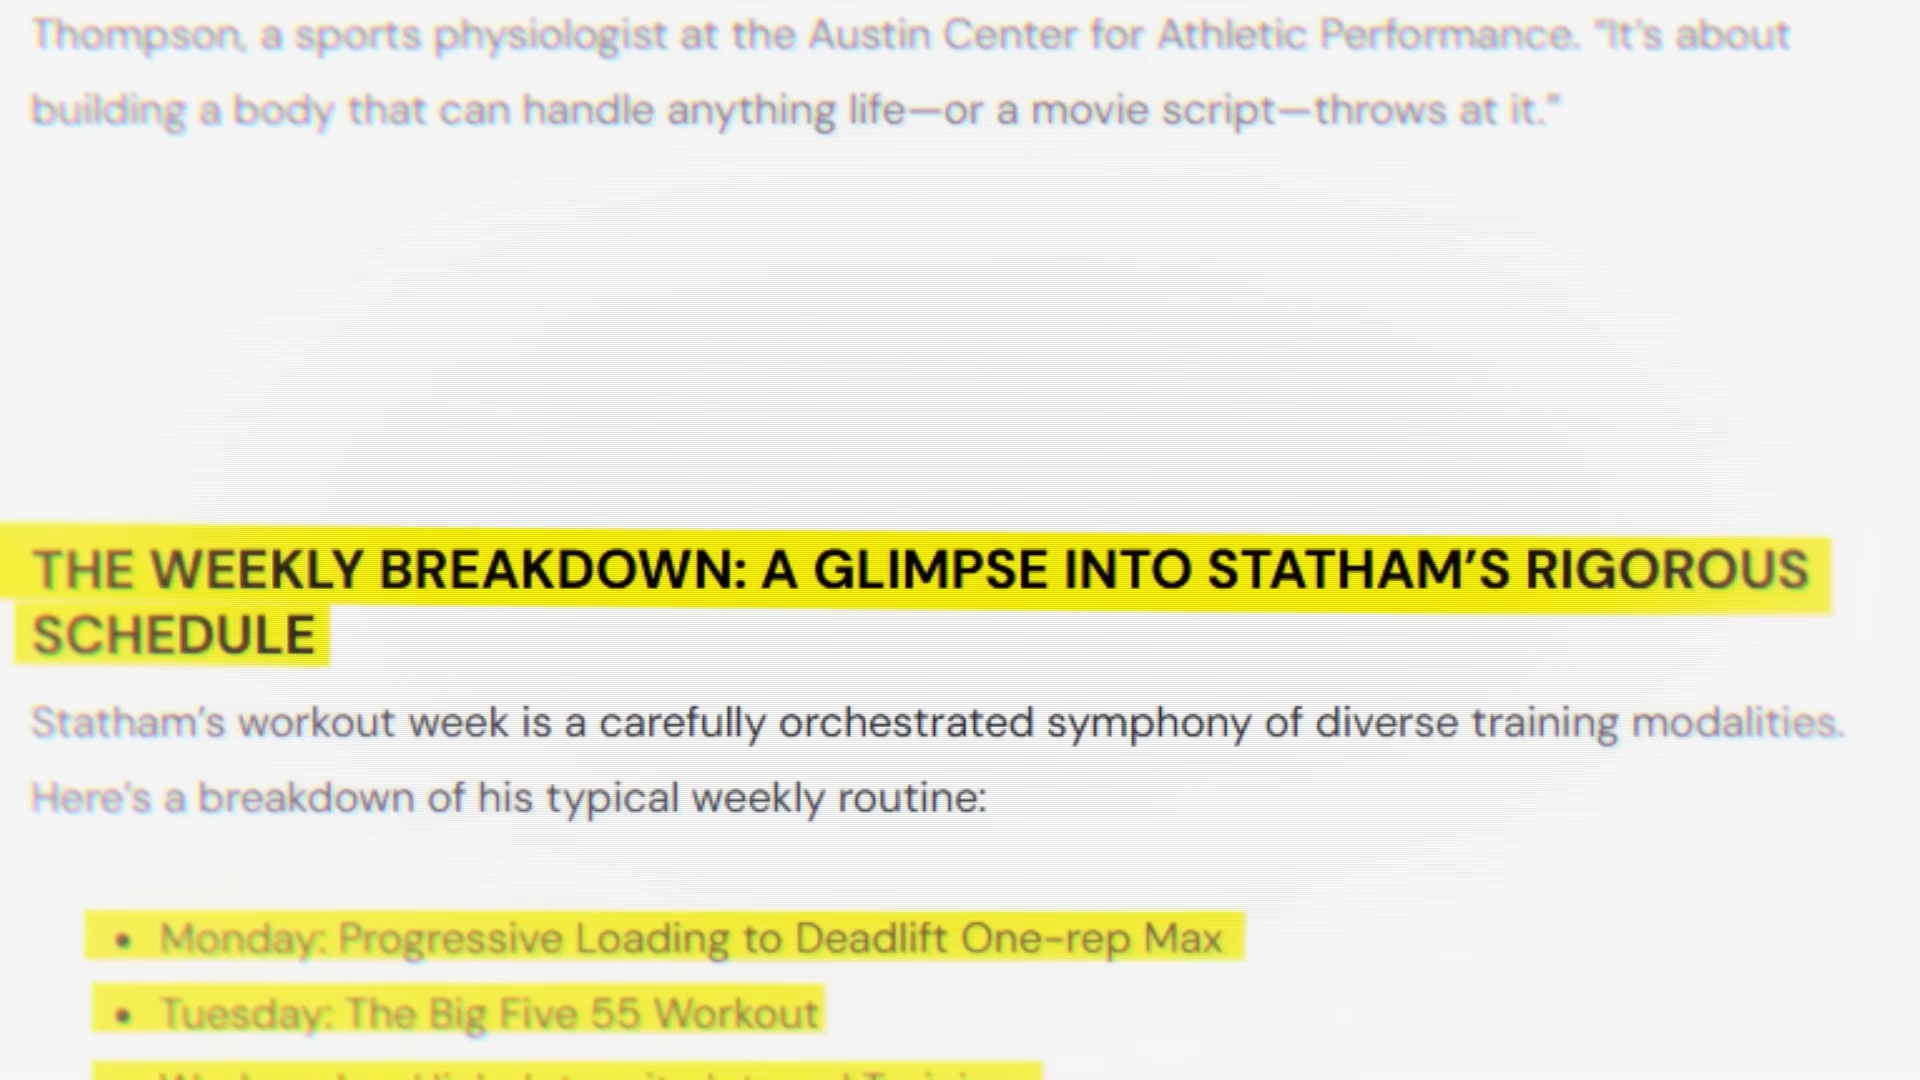 Thompson, a sports physiologist at the Austin Center for Athletic Performance. “It’s about
building a body that can handle anything life—or a movie script—throws at it.”
THE WEEKLY BREAKDOWN: A GLIMPSE INTO STATHAM’S RIGOROUS
SCHEDULE
Statham’s workout week is a carefully orchestrated symphony of diverse training modalities.
Here’s a breakdown of his typical weekly routine:
• Monday: Progressive Loading to Deadlift One-rep Max
• Tuesday: The Big Five 55 Workout